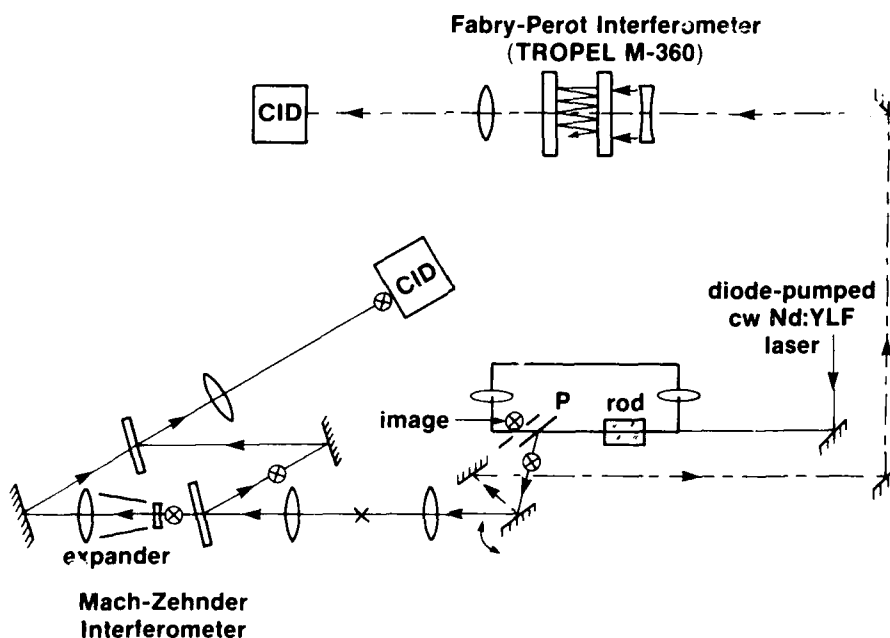 Fabry-Perot Interferometer
(TROPEL M-360)
CID
CID
diode-pumped
cw Nd:YLF
laser
P
rod
image
expander
Mach-Zehnder
Interferometer